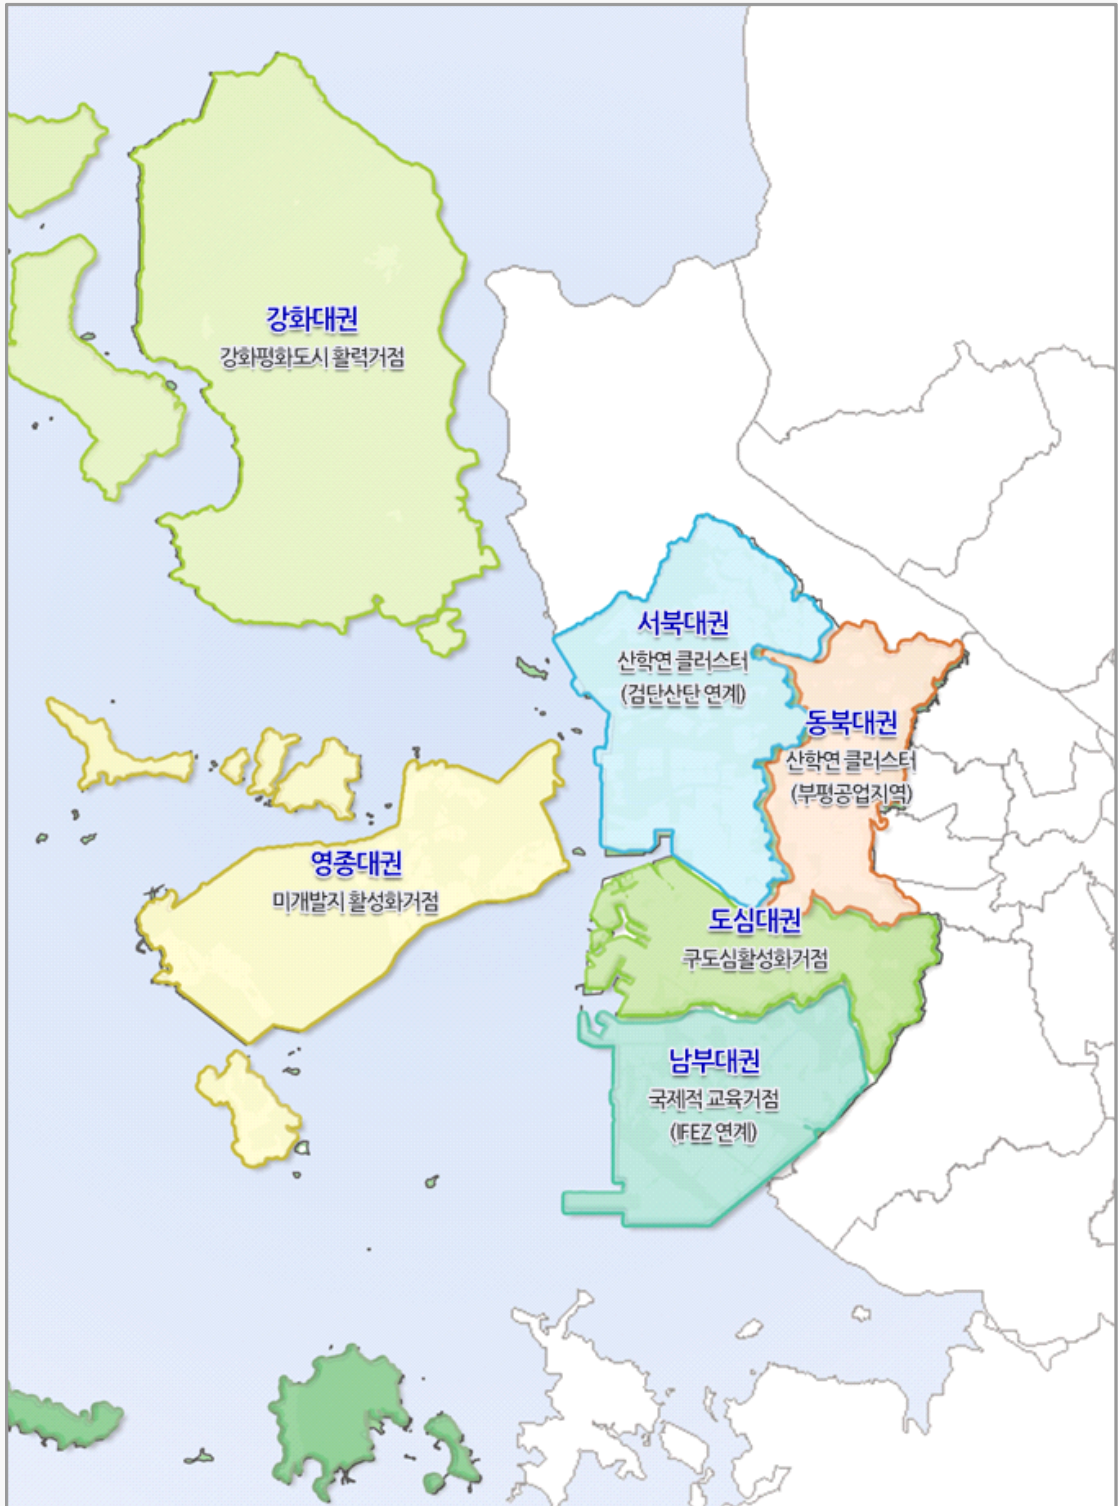 강화대권
강화평화도시 활력거점
서북대권
산학연 클러스터
(검단산단 연계)
동북대권
산학연 클러스터
(부평공업지역)
영종대권
미개발지 활성화거점
도심대권
구도심활성화거점
남부대권
국제적 교육거점
(IFEZ 연계)